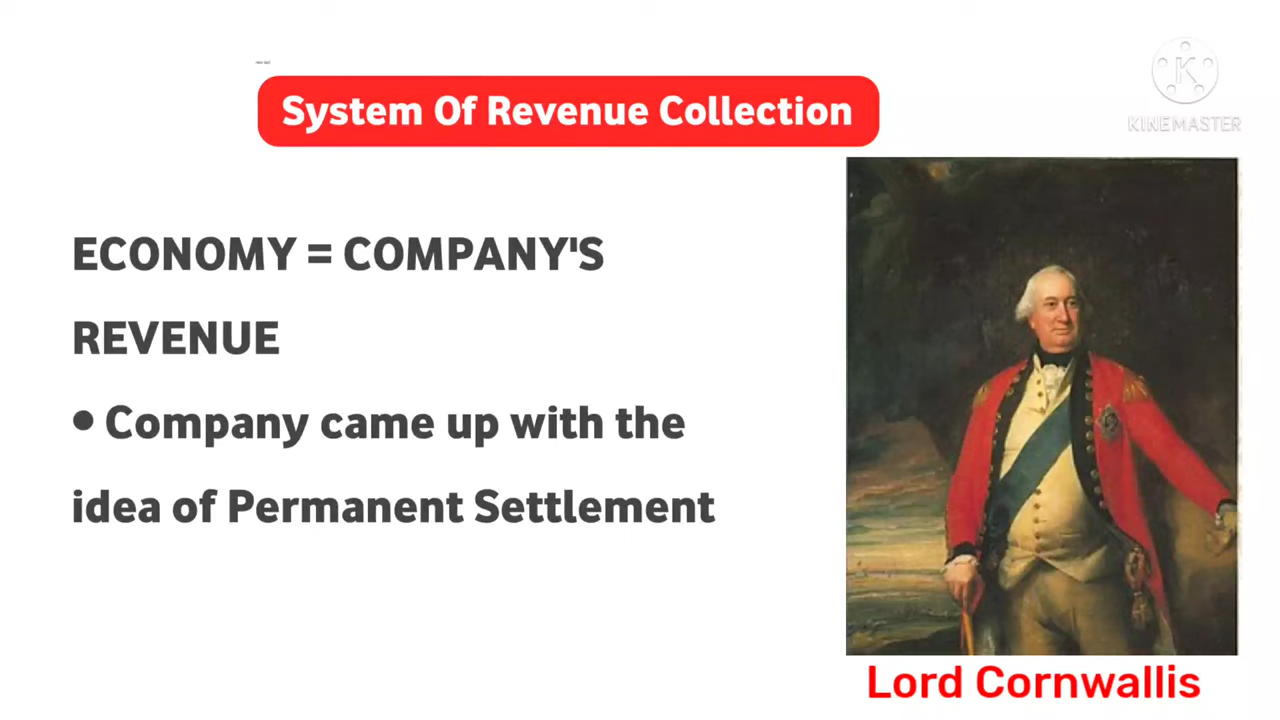 System Of Revenue Collection
KINEMASTER
ECONOMY = COMPANY'S
REVENUE
• Company came up with the
idea of Permanent Settlement
Lord Cornwallis